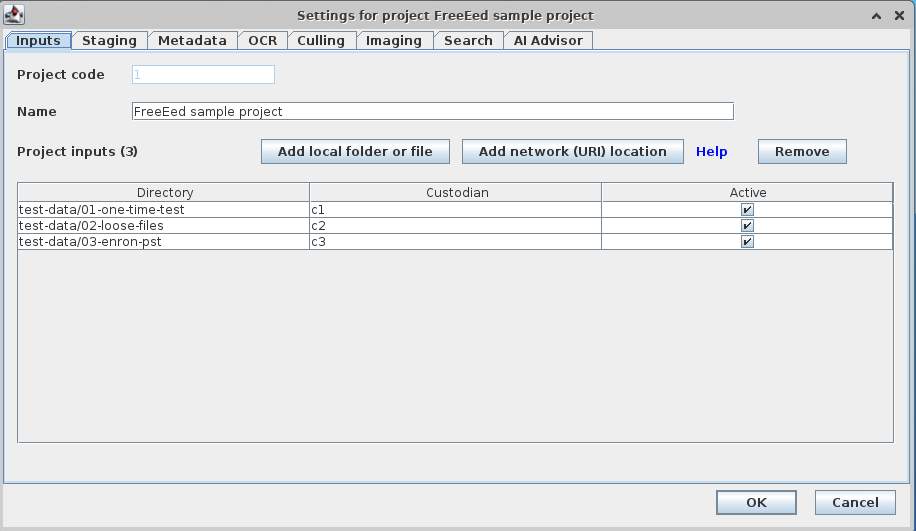 Settings for project FreeEed sample project
Inputs Staging Metadata OCR Culling Imaging Search AI Advisor
Project code 1
Name FreeEed sample project
Project inputs (3) Add local folder or file Add network (URI) location Help Remove
Directory Custodian Active
test-data/01-one-time-test c1
test-data/02-loose-files c2
test-data/03-enron-pst c3
OK Cancel